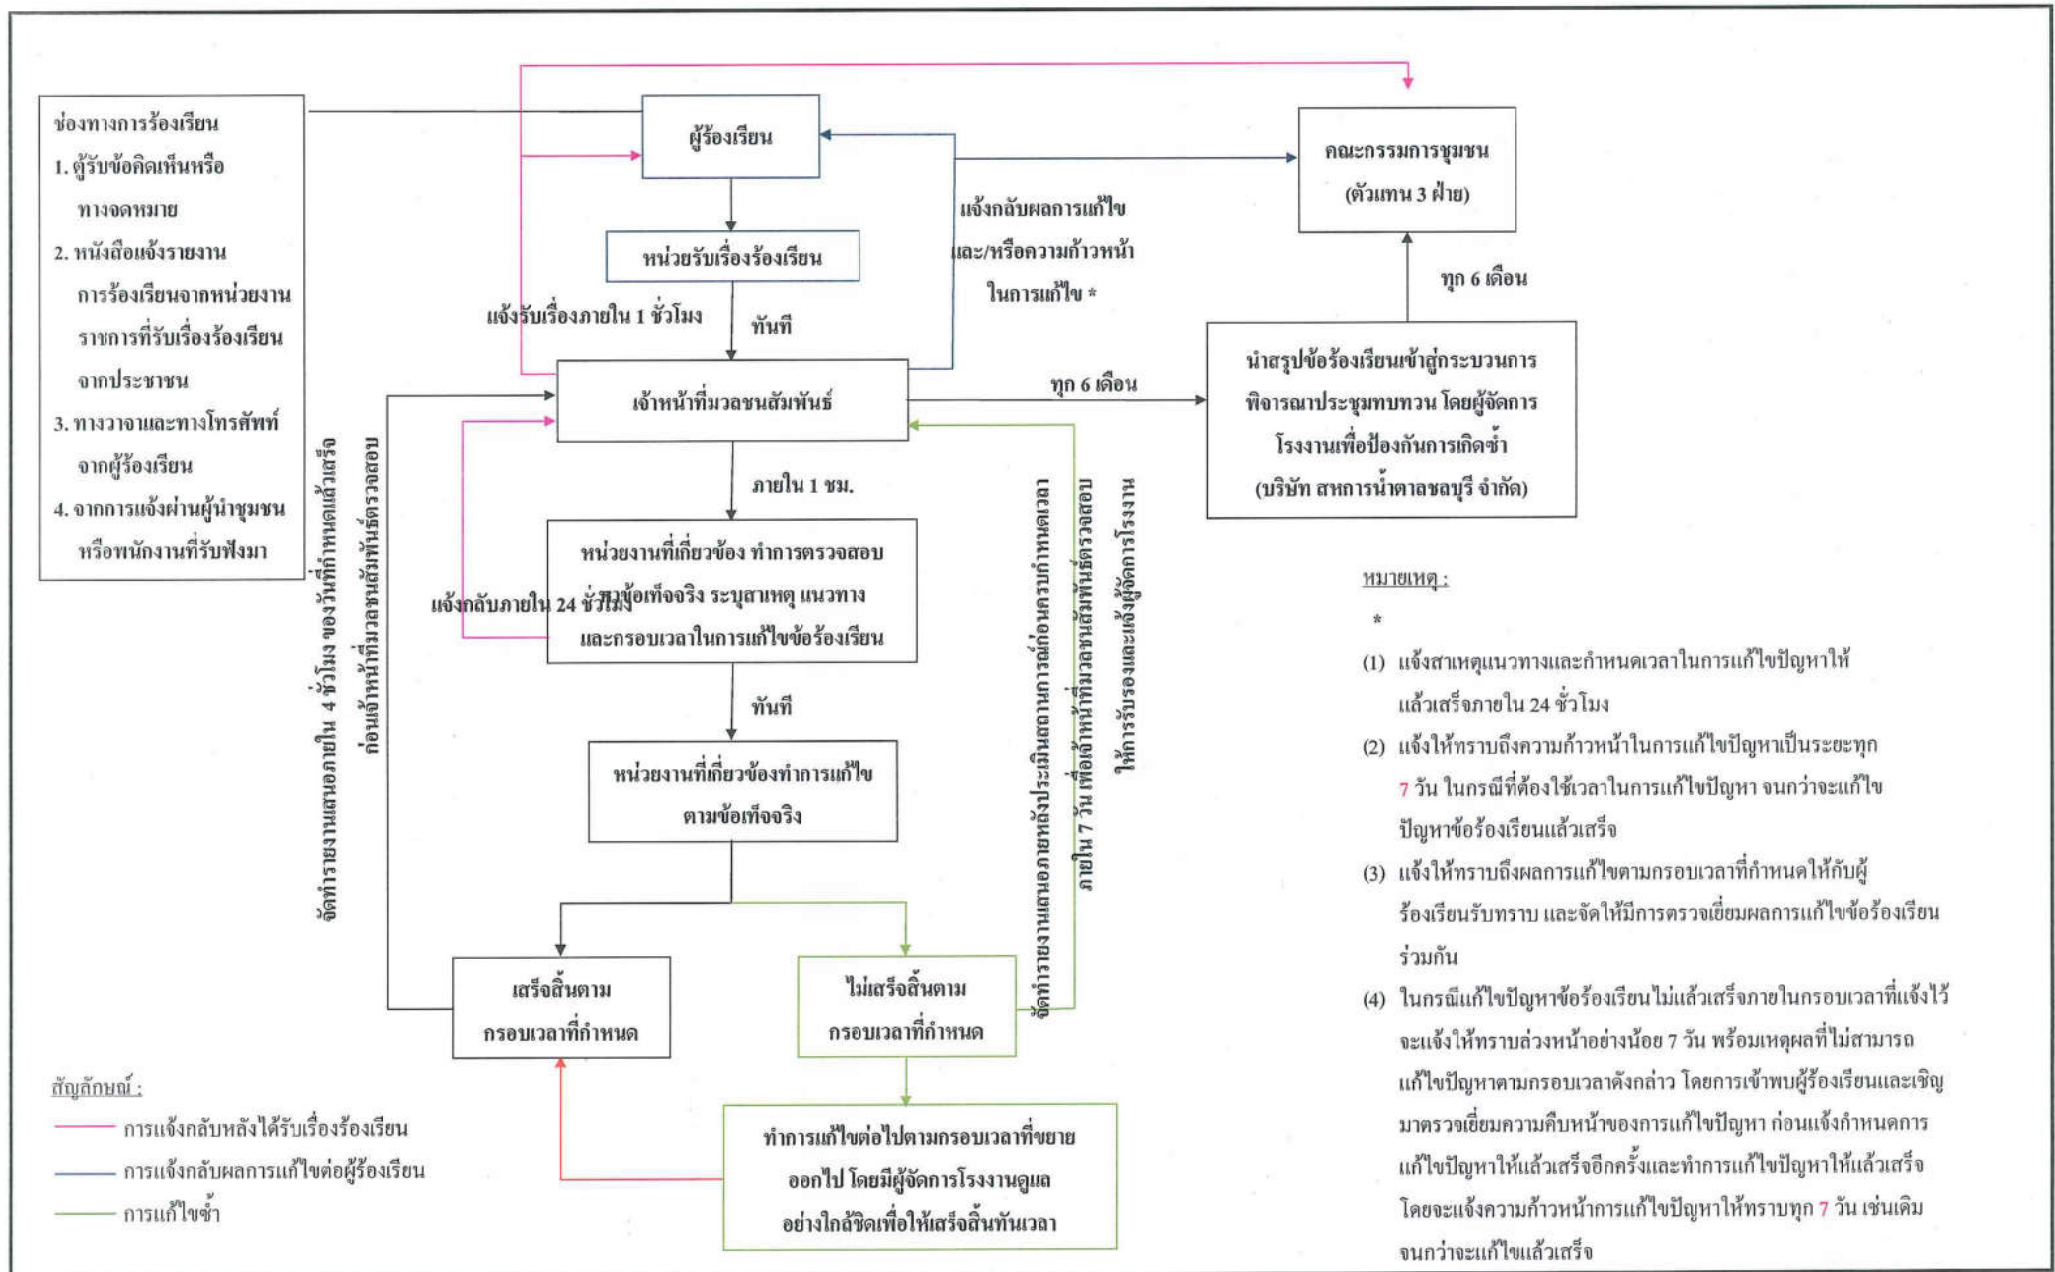 ช่องทางการร้องเรียน
1. ตู้รับข้อคิดเห็นหรือ
ทางจดหมาย
2. หนังสือแจ้งรายงาน
การร้องเรียนจากหน่วยงาน
ราชการที่รับเรื่องร้องเรียน
จากประชาชน
3. ทางวาจาและทางโทรศัพท์
จากผู้ร้องเรียน
4. จากการแจ้งผ่านผู้นำชุมชน
หรือพนักงานที่รับฟังมา
ผู้ร้องเรียน
หน่วยรับเรื่องร้องเรียน
แจ้งรับเรื่องภายใน 1 ชั่วโมง
ทันที
แจ้งกลับผลการแก้ไข
และ/หรือความก้าวหน้า
ในการแก้ไข *
คณะกรรมการชุมชน
(ตัวแทน 3 ฝ่าย)
ทุก 6 เดือน
เจ้าหน้าที่มวลชนสัมพันธ์
ทุก 6 เดือน
นำสรุปข้อร้องเรียนเข้าสู่กระบวนการ
พิจารณาประชุมทบทวน โดยผู้จัดการ
โรงงานเพื่อป้องกันการเกิดซ้ำ
(บริษัท สหการน้ำตาลชลบุรี จำกัด)
ภายใน 1 ชม.
หน่วยงานที่เกี่ยวข้อง ทำการตรวจสอบ
หาข้อเท็จจริง ระบุสาเหตุ แนวทาง
และกรอบเวลาในการแก้ไขข้อร้องเรียน
แจ้งกลับภายใน 24 ชั่วโมง
ทันที
หน่วยงานที่เกี่ยวข้องทำการแก้ไข
ตามข้อเท็จจริง
จัดทำรายงานเสนอภายใน 4 ชั่วโมง ของวันที่กำหนดแล้วเสร็จ
ก่อนเจ้าหน้าที่มวลชนสัมพันธ์ตรวจสอบ
จัดทำรายงานเสนอภายหลังประเมินสถานการณ์ก่อนครบกำหนดเวลา
ภายใน 7 วัน เพื่อเจ้าหน้าที่มวลชนสัมพันธ์ตรวจสอบ
ให้การรับรองและแจ้งผู้จัดการโรงงาน
เสร็จสิ้นตาม
กรอบเวลาที่กำหนด
ไม่เสร็จสิ้นตาม
กรอบเวลาที่กำหนด
ทำการแก้ไขต่อไปตามกรอบเวลาที่ขยาย
ออกไป โดยมีผู้จัดการโรงงานดูแล
อย่างใกล้ชิดเพื่อให้เสร็จสิ้นทันเวลา
สัญลักษณ์ :
การแจ้งกลับหลังได้รับเรื่องร้องเรียน
การแจ้งกลับผลการแก้ไขต่อผู้ร้องเรียน
การแก้ไขซ้ำ
หมายเหตุ :
*
(1) แจ้งสาเหตุแนวทางและกำหนดเวลาในการแก้ไขปัญหาให้
แล้วเสร็จภายใน 24 ชั่วโมง
(2) แจ้งให้ทราบถึงความก้าวหน้าในการแก้ไขปัญหาเป็นระยะทุก
7 วัน ในกรณีที่ต้องใช้เวลาในการแก้ไขปัญหา จนกว่าจะแก้ไข
ปัญหาข้อร้องเรียนแล้วเสร็จ
(3) แจ้งให้ทราบถึงผลการแก้ไขตามกรอบเวลาที่กำหนดให้กับผู้
ร้องเรียนรับทราบ และจัดให้มีการตรวจเยี่ยมผลการแก้ไขข้อร้องเรียน
ร่วมกัน
(4) ในกรณีแก้ไขปัญหาข้อร้องเรียนไม่แล้วเสร็จภายในกรอบเวลาที่แจ้งไว้
จะแจ้งให้ทราบล่วงหน้าอย่างน้อย 7 วัน พร้อมเหตุผลที่ไม่สามารถ
แก้ไขปัญหาตามกรอบเวลาดังกล่าว โดยการเข้าพบผู้ร้องเรียนและเชิญ
มาตรวจเยี่ยมความคืบหน้าของการแก้ไขปัญหา ก่อนแจ้งกำหนดการ
แก้ไขปัญหาให้แล้วเสร็จอีกครั้งและทำการแก้ไขปัญหาให้แล้วเสร็จ
โดยจะแจ้งความก้าวหน้าการแก้ไขปัญหาให้ทราบทุก 7 วัน เช่นเดิม
จนกว่าจะแก้ไขแล้วเสร็จ